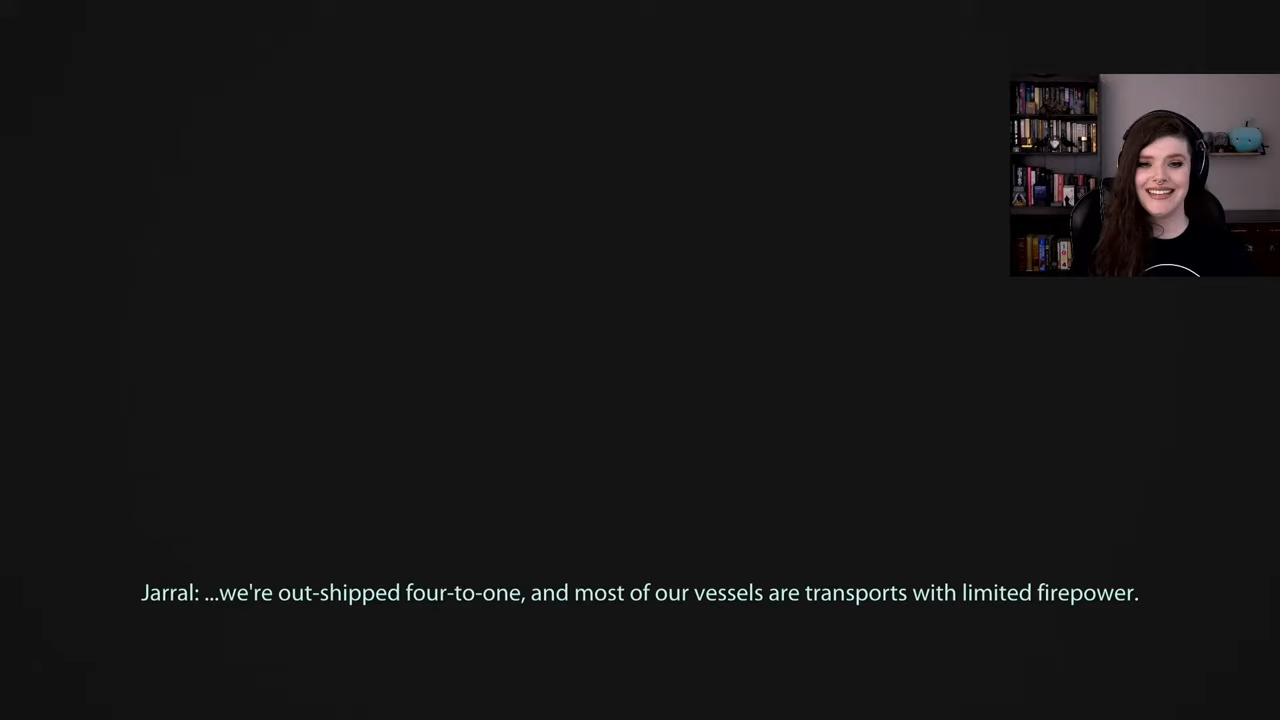 Jarral: ...we're out-shipped four-to-one, and most of our vessels are transports with limited firepower.